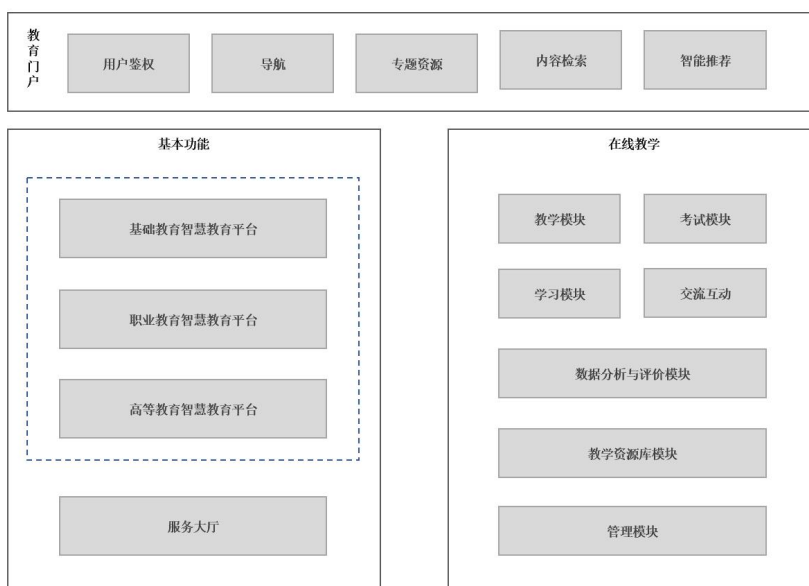 教育门户
用户鉴权
导航
专题资源
内容检索
智能推荐
基本功能
基础教育智慧教育平台
职业教育智慧教育平台
高等教育智慧教育平台
服务大厅
在线教学
教学模块
考试模块
学习模块
交流互动
数据分析与评价模块
教学资源库模块
管理模块